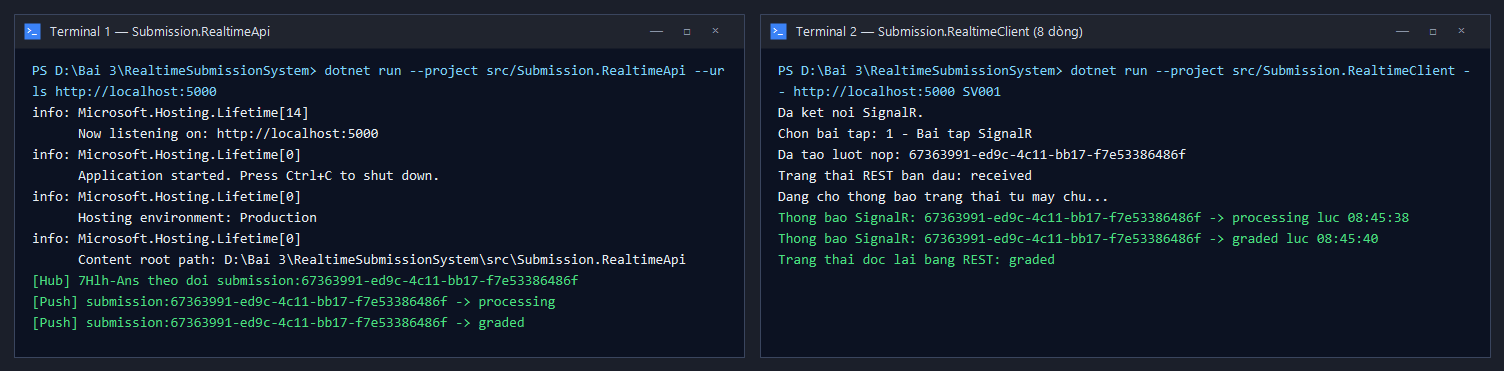 Terminal 1 — Submission.RealtimeApi
PS D:\Bai 3\RealtimeSubmissionSystem> dotnet run --project src/Submission.RealtimeApi --ur
ls http://localhost:5000
info: Microsoft.Hosting.Lifetime[14]
Now listening on: http://localhost:5000
info: Microsoft.Hosting.Lifetime[0]
Application started. Press Ctrl+C to shut down.
info: Microsoft.Hosting.Lifetime[0]
Hosting environment: Production
info: Microsoft.Hosting.Lifetime[0]
Content root path: D:\Bai 3\RealtimeSubmissionSystem\src\Submission.RealtimeApi
[Hub] 7Hlh-Ans theo doi submission:67363991-ed9c-4c11-bb17-f7e53386486f
[Push] submission:67363991-ed9c-4c11-bb17-f7e53386486f -> processing
[Push] submission:67363991-ed9c-4c11-bb17-f7e53386486f -> graded
Terminal 2 — Submission.RealtimeClient (8 dòng)
PS D:\Bai 3\RealtimeSubmissionSystem> dotnet run --project src/Submission.RealtimeClient -
- http://localhost:5000 SV001
Da ket noi SignalR.
Chon bai tap: 1 - Bai tap SignalR
Da tao luot nop: 67363991-ed9c-4c11-bb17-f7e53386486f
Trang thai REST ban dau: received
Dang cho thong bao trang thai tu may chu...
Thong bao SignalR: 67363991-ed9c-4c11-bb17-f7e53386486f -> processing luc 08:45:38
Thong bao SignalR: 67363991-ed9c-4c11-bb17-f7e53386486f -> graded luc 08:45:40
Trang thai doc lai bang REST: graded